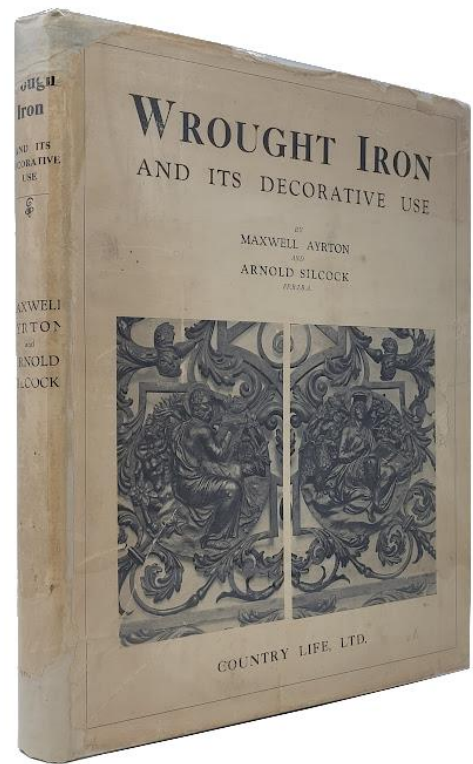 WROUGHT IRON
AND ITS DECORATIVE USE
BY
MAXWELL AYRTON
AND
ARNOLD SILCOCK
COUNTRY LIFE, LTD.
Iron
AND ITS
USE
and